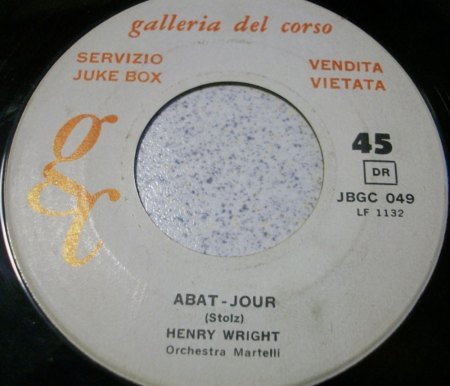 galleria del corso
SERVIZIO
JUKE BOX
VENDITA
VIETATA
gc
45
DR
JBGC 049
LF 1132
ABAT-JOUR
(Stolz)
HENRY WRIGHT
Orchestra Martelli